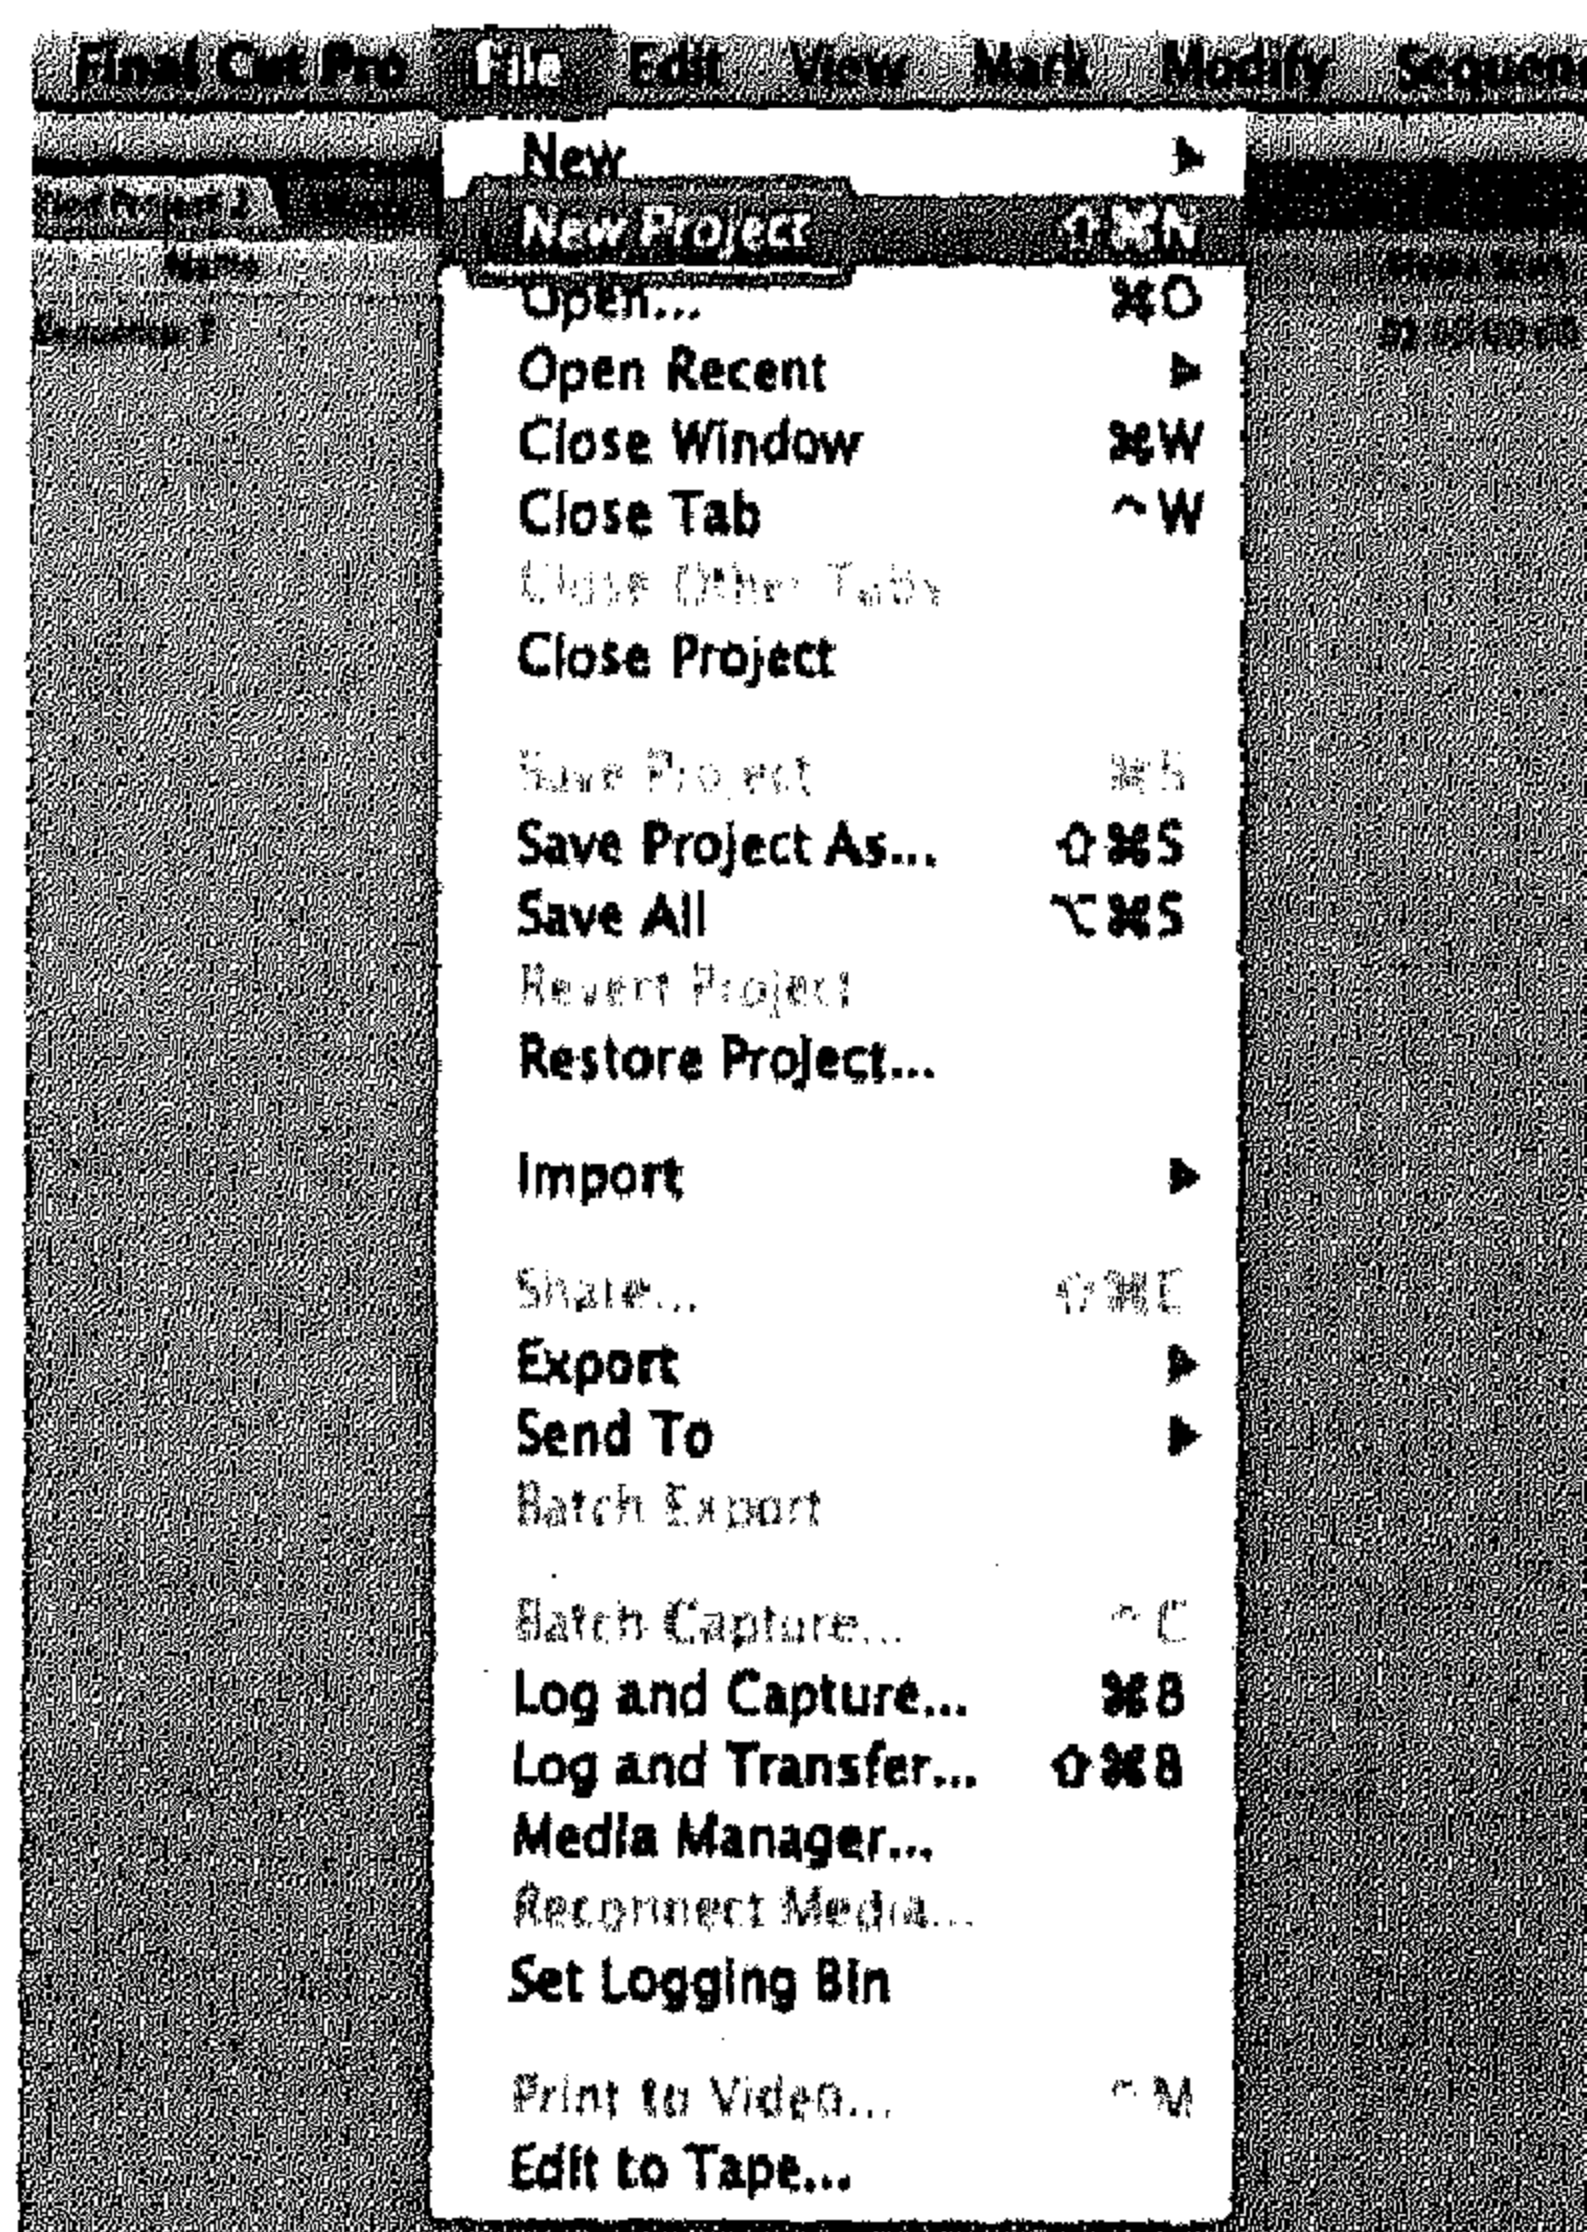 Final Cut Pro File Edit View Mark Modify Sequenc
New
New Project ⇧⌘N
Open... ⌘O
Open Recent
Close Window ⌘W
Close Tab ^W
Close Other Tabs
Close Project
Save Project ⌘S
Save Project As... ⇧⌘S
Save All ⌥⌘S
Revert Project
Restore Project...
Import
Share... ⇧⌘E
Export
Send To
Batch Export
Batch Capture... ^C
Log and Capture... ⌘8
Log and Transfer... ⇧⌘8
Media Manager...
Reconnect Media...
Set Logging Bin
Print to Video... ^M
Edit to Tape...